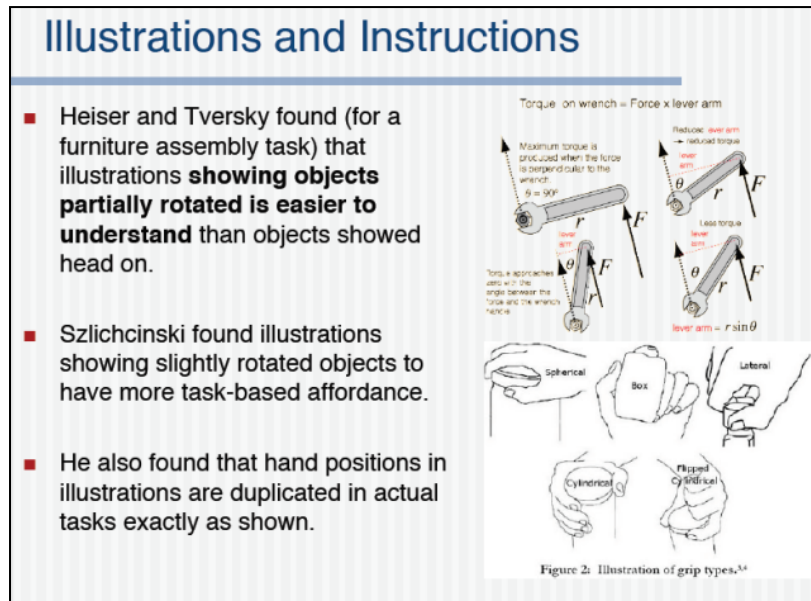 Illustrations and Instructions
■ Heiser and Tversky found (for a
furniture assembly task) that
illustrations showing objects
partially rotated is easier to
understand than objects showed
head on.
■ Szlichcinski found illustrations
showing slightly rotated objects to
have more task-based affordance.
■ He also found that hand positions in
illustrations are duplicated in actual
tasks exactly as shown.
Torque on wrench = Force x lever arm
Maximum torque is
produced when the force
is perpendicular to the
wrench.
θ = 90°
r
F
Reduced lever arm
→ reduced torque
lever
arm
θ
r
F
lever
arm
θ
F
r
Torque approaches
zero with the
angle between the
force and the wrench
handle
Less torque
lever
arm
θ
r
F
lever arm = r sin θ
Spherical
Box
Lateral
Cylindrical
Flipped
Cylindrical
Figure 2: Illustration of grip types.³,⁴